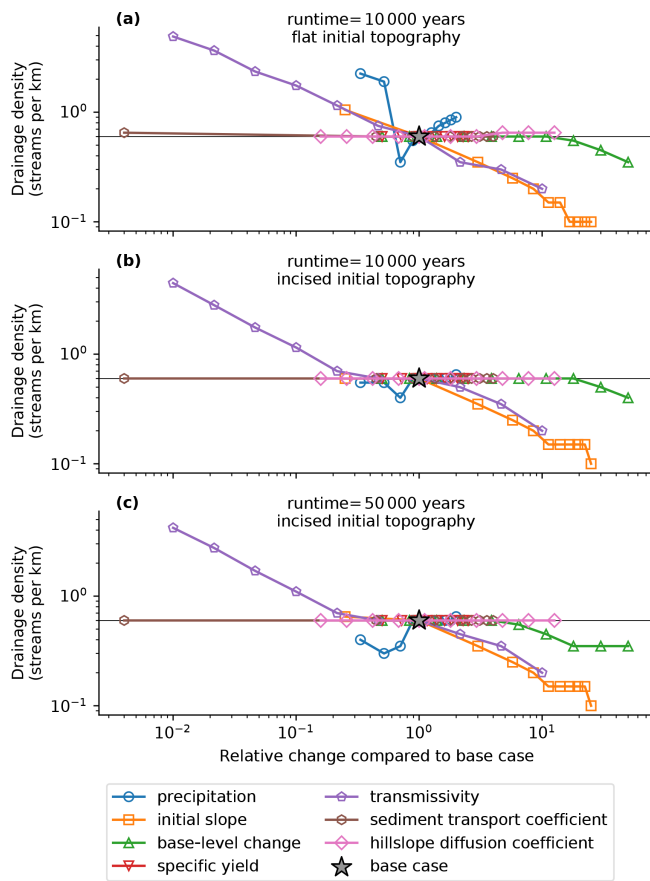 (a)
runtime= 10 000 years
flat initial topography
10⁰
10⁻¹
Drainage density
(streams per km)
(b)
runtime= 10 000 years
incised initial topography
10⁰
10⁻¹
Drainage density
(streams per km)
(c)
runtime= 50 000 years
incised initial topography
10⁰
10⁻¹
Drainage density
(streams per km)
10⁻² 10⁻¹ 10⁰ 10¹
Relative change compared to base case
precipitation transmissivity
initial slope sediment transport coefficient
base-level change hillslope diffusion coefficient
specific yield base case